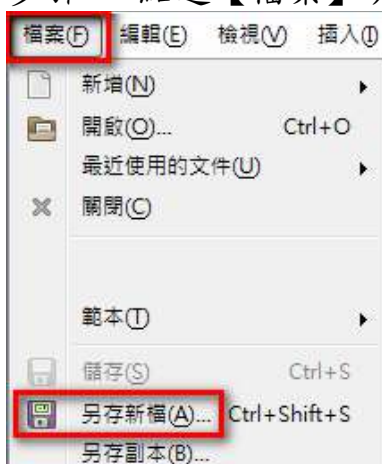 檔案(F) 編輯(E) 檢視(V) 插入(I)
新增(N)
開啟(O)... Ctrl+O
最近使用的文件(U)
關閉(C)
範本(T)
儲存(S) Ctrl+S
另存新檔(A)... Ctrl+Shift+S
另存副本(B)...